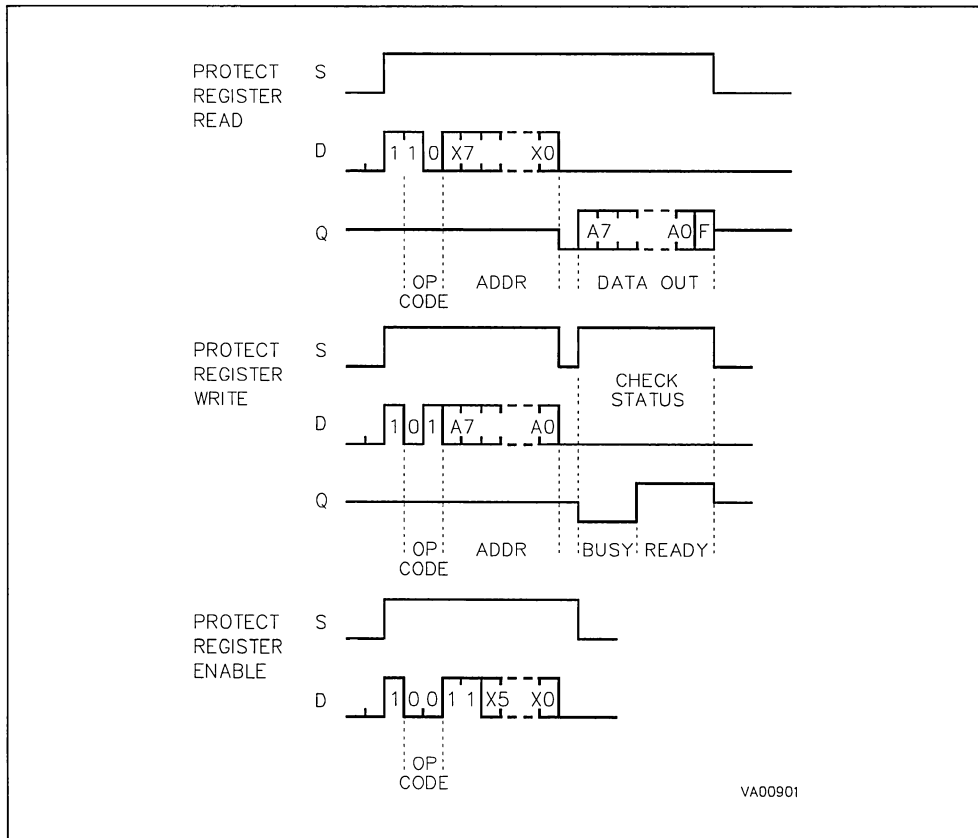 PROTECT
REGISTER
READ
S
D
1 1 0 X7 X0
Q
A7 A0 F
OP
CODE
ADDR
DATA OUT
PROTECT
REGISTER
WRITE
S
CHECK
STATUS
D
1 0 1 A7 A0
Q
OP
CODE
ADDR
BUSY
READY
PROTECT
REGISTER
ENABLE
S
D
1 0 0 1 1 X5 X0
OP
CODE
VA00901